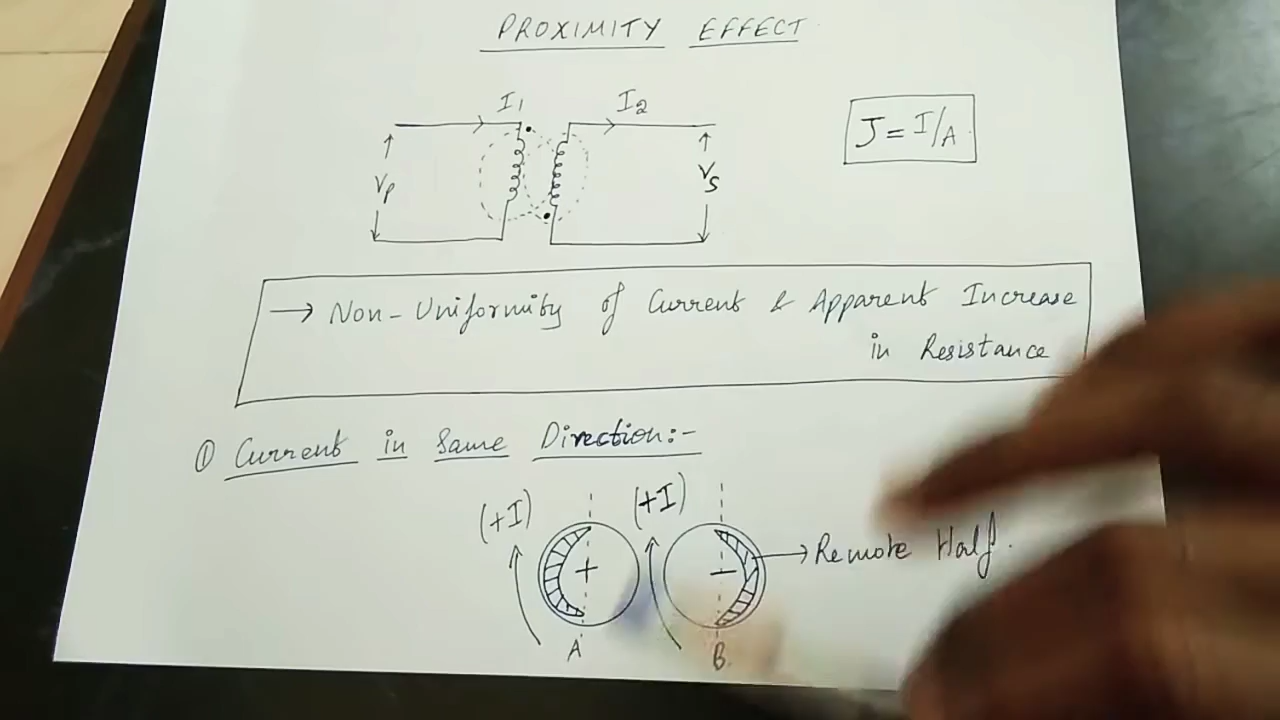 PROXIMITY EFFECT
I1 I2
J = I/A
Vp Vs
→ Non-Uniformity of Current & Apparent Increase
in Resistance
① Current in Same Direction:-
(+I) (+I)
+ − → Remote Half.
A B